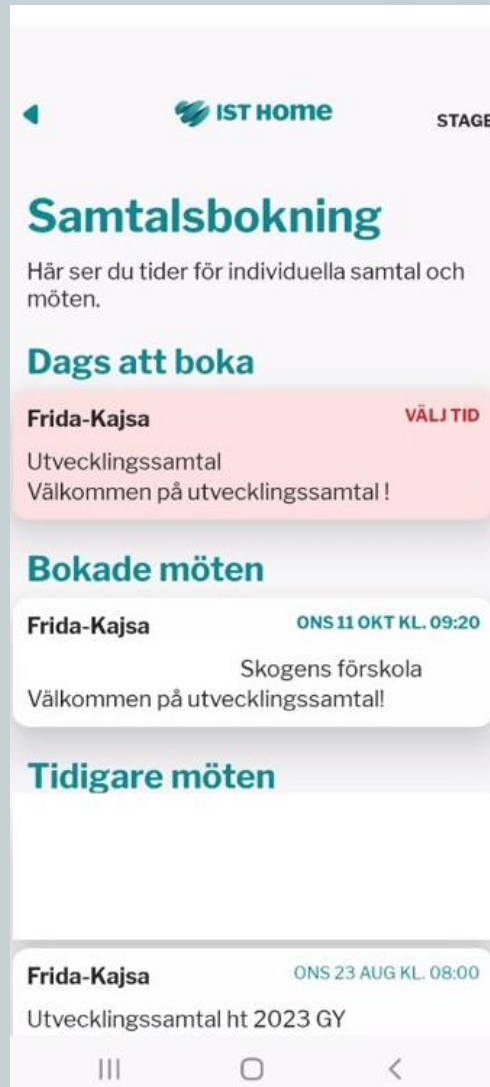 IST Home
STAGE
Samtalsbokning
Här ser du tider för individuella samtal och
möten.
Dags att boka
Frida-Kajsa VÄLJ TID
Utvecklingssamtal
Välkommen på utvecklingssamtal !
Bokade möten
Frida-Kajsa ONS 11 OKT KL. 09:20
Skogens förskola
Välkommen på utvecklingssamtal!
Tidigare möten
Frida-Kajsa ONS 23 AUG KL. 08:00
Utvecklingssamtal ht 2023 GY